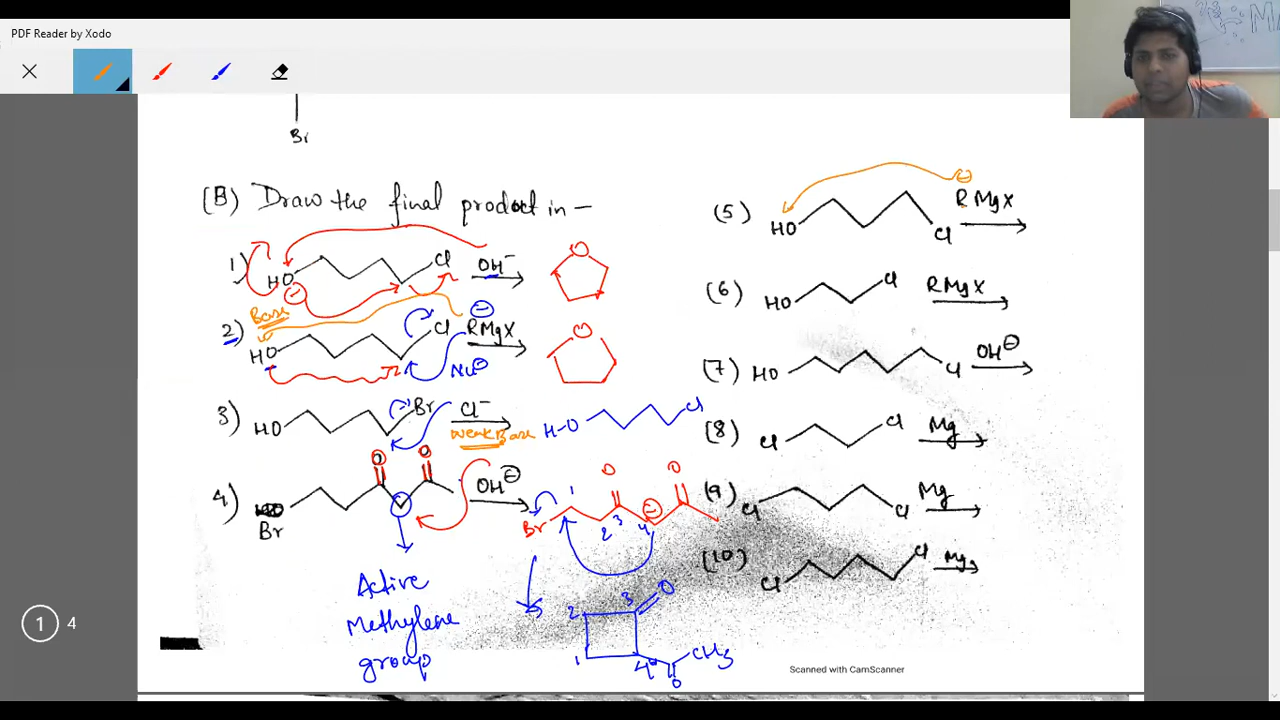 PDF Reader by Xodo
Br
(B) Draw the final product in -
1) HO Cl OH⁻ O
Base
2) HO Cl RMgX O
Nu⊖
3) HO Br Cl⁻ H-O Cl
Weak Base
4) Br O O OH⊖ Br O O 1 2 3 4
Active
Methylene
group
1 2 3 4 O O CH3
(5) HO Cl RMgX
(6) HO Cl RMgX
(7) HO Cl OH⊖
(8) Cl Cl Mg
(9) Cl Cl Mg
(10) Cl Cl Mg
1 4
Scanned with CamScanner